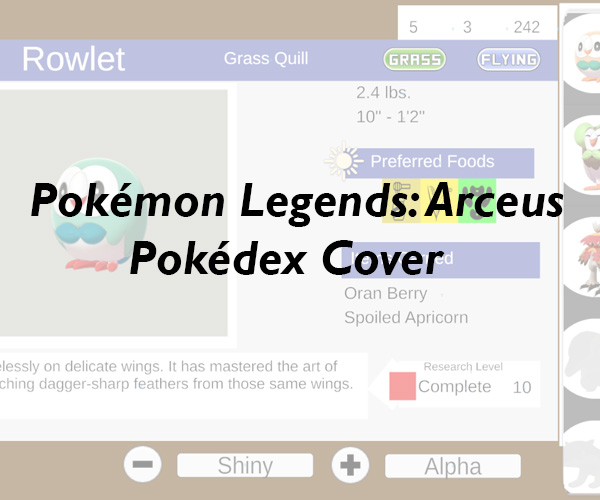 5 3 242
Rowlet Grass Quill GRASS FLYING
2.4 lbs.
10" - 1'2"
Preferred Foods
Pokémon Legends: Arceus
Pokédex Cover
Oran Berry
Spoiled Apricorn
elessly on delicate wings. It has mastered the art of
ching dagger-sharp feathers from those same wings.
Research Level
Complete 10
Shiny Alpha